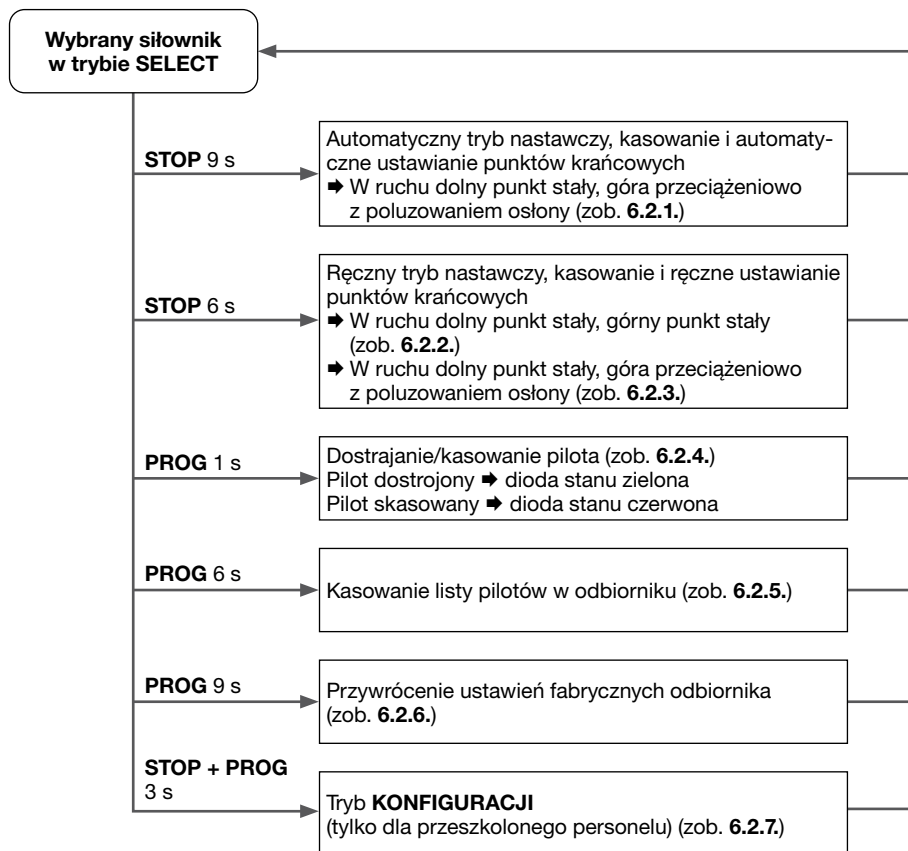 Wybrany siłownik
w trybie SELECT
STOP 9 s
Automatyczny tryb nastawczy, kasowanie i automaty-
czne ustawianie punktów krańcowych
➡ W ruchu dolny punkt stały, góra przeciążeniowo
z poluzowaniem osłony (zob. 6.2.1.)
STOP 6 s
Ręczny tryb nastawczy, kasowanie i ręczne ustawianie
punktów krańcowych
➡ W ruchu dolny punkt stały, górny punkt stały
(zob. 6.2.2.)
➡ W ruchu dolny punkt stały, góra przeciążeniowo
z poluzowaniem osłony (zob. 6.2.3.)
PROG 1 s
Dostrajanie/kasowanie pilota (zob. 6.2.4.)
Pilot dostrojony ➡ dioda stanu zielona
Pilot skasowany ➡ dioda stanu czerwona
PROG 6 s
Kasowanie listy pilotów w odbiorniku (zob. 6.2.5.)
PROG 9 s
Przywrócenie ustawień fabrycznych odbiornika
(zob. 6.2.6.)
STOP + PROG
3 s
Tryb KONFIGURACJI
(tylko dla przeszkolonego personelu) (zob. 6.2.7.)